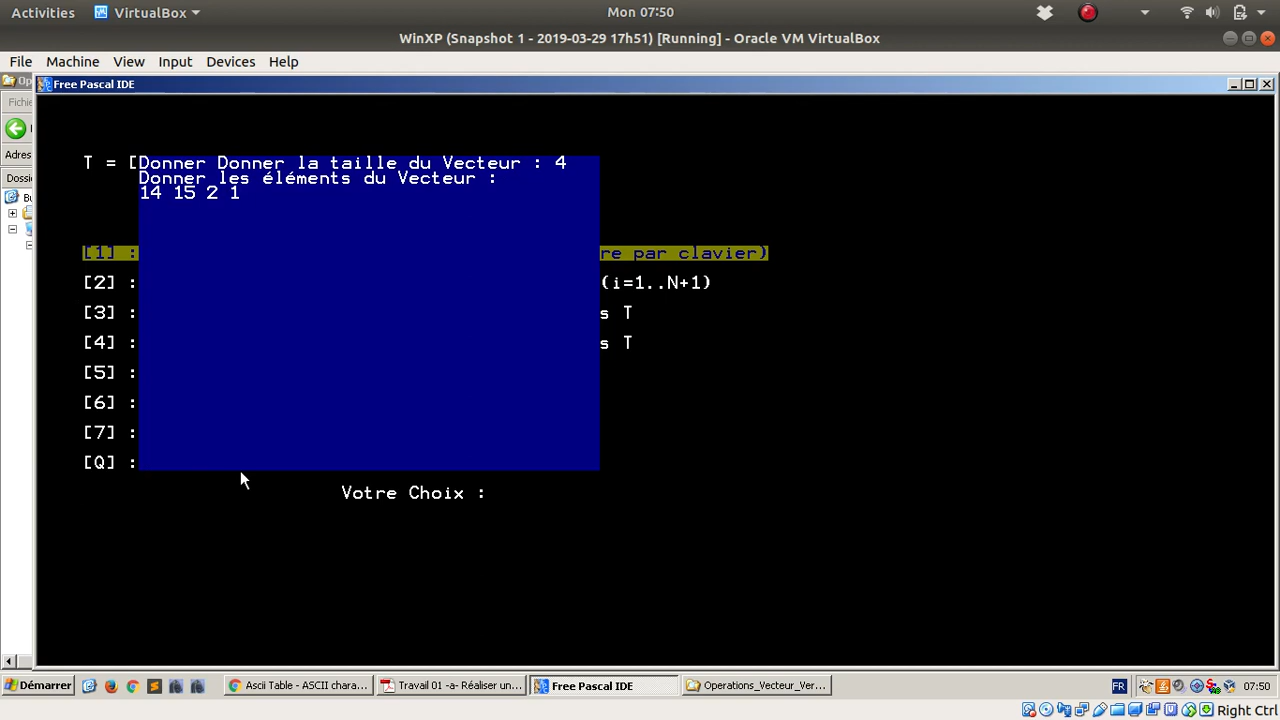 Activities VirtualBox Mon 07:50
WinXP (Snapshot 1 - 2019-03-29 17h51) [Running] - Oracle VM VirtualBox
File Machine View Input Devices Help
Free Pascal IDE
Fichie
Adres
Dossi
T = [Donner Donner la taille du Vecteur : 4
Donner les éléments du Vecteur :
14 15 2 1
[1] : re par clavier)
[2] : (i=1..N+1)
[3] : s T
[4] : s T
[5] :
[6] :
[7] :
[Q] :
Votre Choix :
Démarrer Ascii Table - ASCII chara... Travail 01 -a- Réaliser un... Free Pascal IDE Operations_Vecteur_Ver... FR 07:50
Right Ctrl